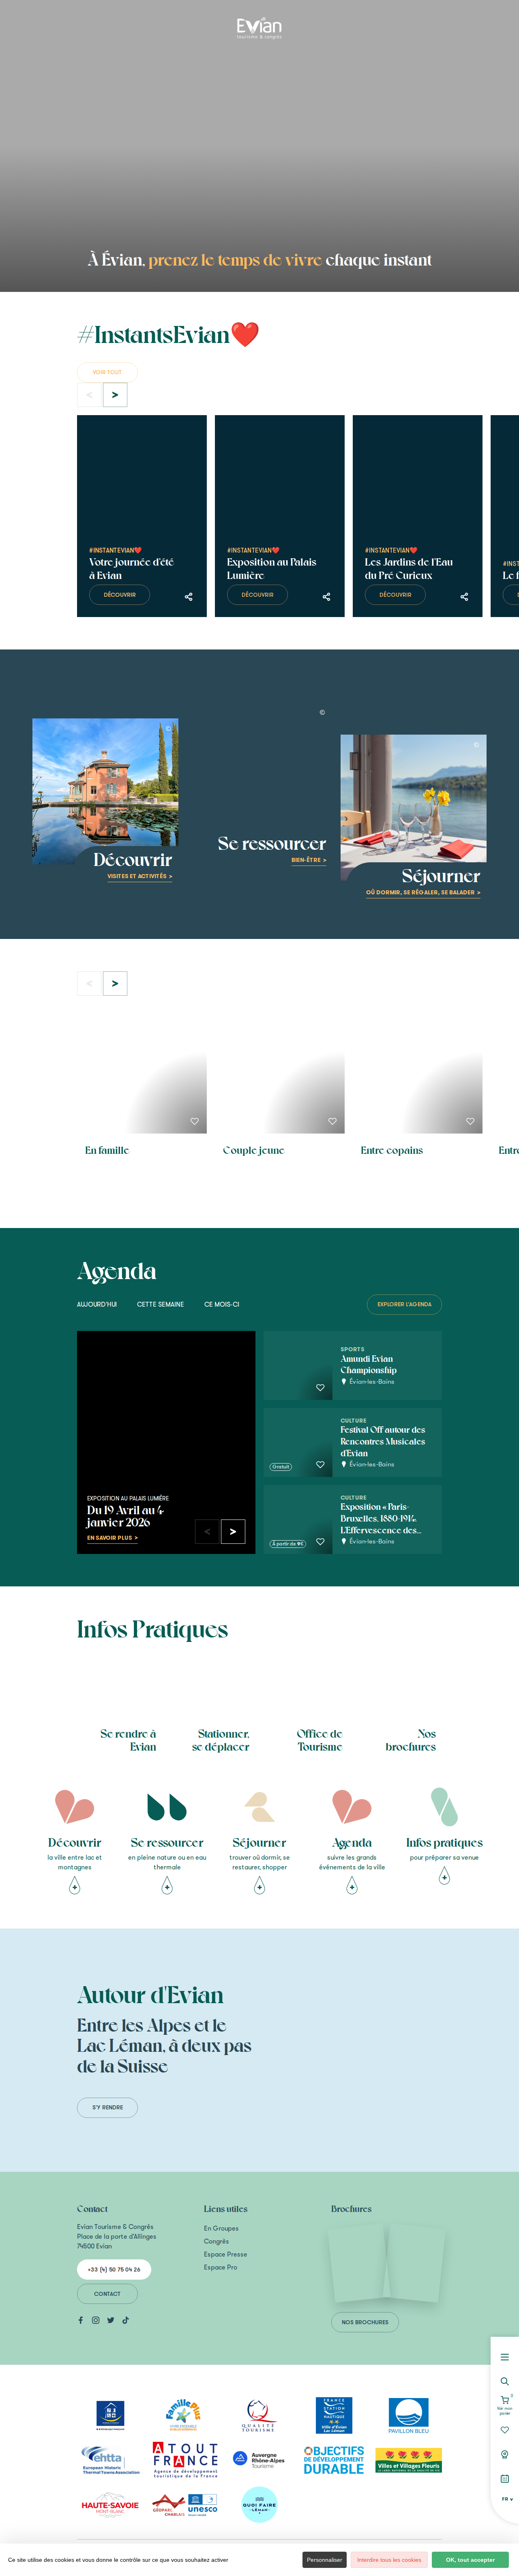 Evian
tourisme & congrès
À Évian, prenez le temps de vivre chaque instant
#InstantsEvian❤️
VOIR TOUT
<
>
#INSTANTEVIAN❤️
Votre journée d'été
à Evian
DÉCOUVRIR
#INSTANTEVIAN❤️
Exposition au Palais
Lumière
DÉCOUVRIR
#INSTANTEVIAN❤️
Les Jardins de l'Eau
du Pré Curieux
DÉCOUVRIR
Le f
©
Découvrir
VISITES ET ACTIVITÉS >
©
Se ressourcer
BIEN-ÊTRE >
©
Séjourner
OÙ DORMIR, SE RÉGALER, SE BALADER >
<
>
En famille
Couple jeune
Entre copains
Entre
Agenda
AUJOURD'HUI
CETTE SEMAINE
CE MOIS-CI
EXPLORER L'AGENDA
EXPOSITION AU PALAIS LUMIÈRE
Du 19 Avril au 4
janvier 2026
EN SAVOIR PLUS >
<
>
SPORTS
Amundi Evian
Championship
Évian-les-Bains
Gratuit
CULTURE
Festival Off autour des
Rencontres Musicales
d'Evian
Évian-les-Bains
À partir de 9€
CULTURE
Exposition « Paris-
Bruxelles, 1880-1914.
L'Effervescence des...
Évian-les-Bains
Infos Pratiques
Se rendre à
Evian
Stationner,
se déplacer
Office de
Tourisme
Nos
brochures
Découvrir
la ville entre lac et
montagnes
Se ressourcer
en pleine nature ou en eau
thermale
Séjourner
trouver où dormir, se
restaurer, shopper
Agenda
suivre les grands
événements de la ville
Infos pratiques
pour préparer sa venue
Autour d'Evian
Entre les Alpes et le
Lac Léman, à deux pas
de la Suisse
S'Y RENDRE
Contact
Evian Tourisme & Congrès
Place de la porte d'Allinges
74500 Evian
+33 (4) 50 75 04 26
CONTACT
Liens utiles
En Groupes
Congrès
Espace Presse
Espace Pro
Brochures
NOS BROCHURES
0
Voir mon
panier
FR
Famille Plus
QUALITÉ
TOURISME
FRANCE
STATION
NAUTIQUE
Ville d'Evian
Lac Léman
PAVILLON BLEU
ehtta
European Historic
Thermal Towns Association
ATOUT
FRANCE
Agence de développement
touristique de la France
Auvergne
Rhône-Alpes
Tourisme
OBJECTIFS
DE DÉVELOPPEMENT
DURABLE
Villes et Villages Fleuris
HAUTE-SAVOIE
MONT-BLANC
GEOPARC
CHABLAIS
unesco
QUOI FAIRE
LÉMAN
Ce site utilise des cookies et vous donne le contrôle sur ce que vous souhaitez activer
Personnaliser
Interdire tous les cookies
OK, tout accepter